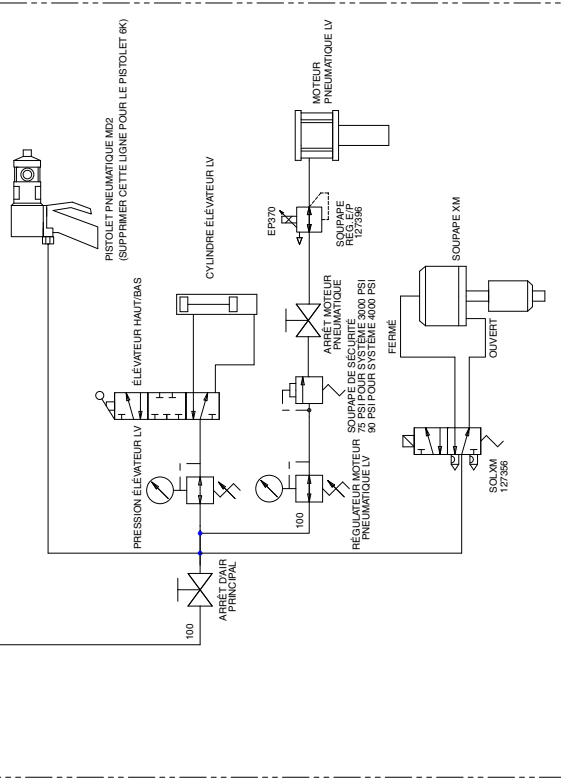 PISTOLET PNEUMATIQUE MD2
(SUPPRIMER CETTE LIGNE POUR LE PISTOLET 6K)
ÉLÉVATEUR HAUT/BAS
CYLINDRE ÉLÉVATEUR LV
PRESSION ÉLÉVATEUR LV
MOTEUR
PNEUMATIQUE LV
EP370
SOUPAPE
RÉG. E/P
127396
ARRÊT MOTEUR
PNEUMATIQUE
SOUPAPE DE SÉCURITÉ
75 PSI POUR SYSTÈME 3000 PSI
90 PSI POUR SYSTÈME 4000 PSI
RÉGULATEUR MOTEUR
PNEUMATIQUE LV
100
SOUPAPE XM
FERMÉ
OUVERT
SOLXM
127356
ARRÊT D'AIR
PRINCIPAL
100